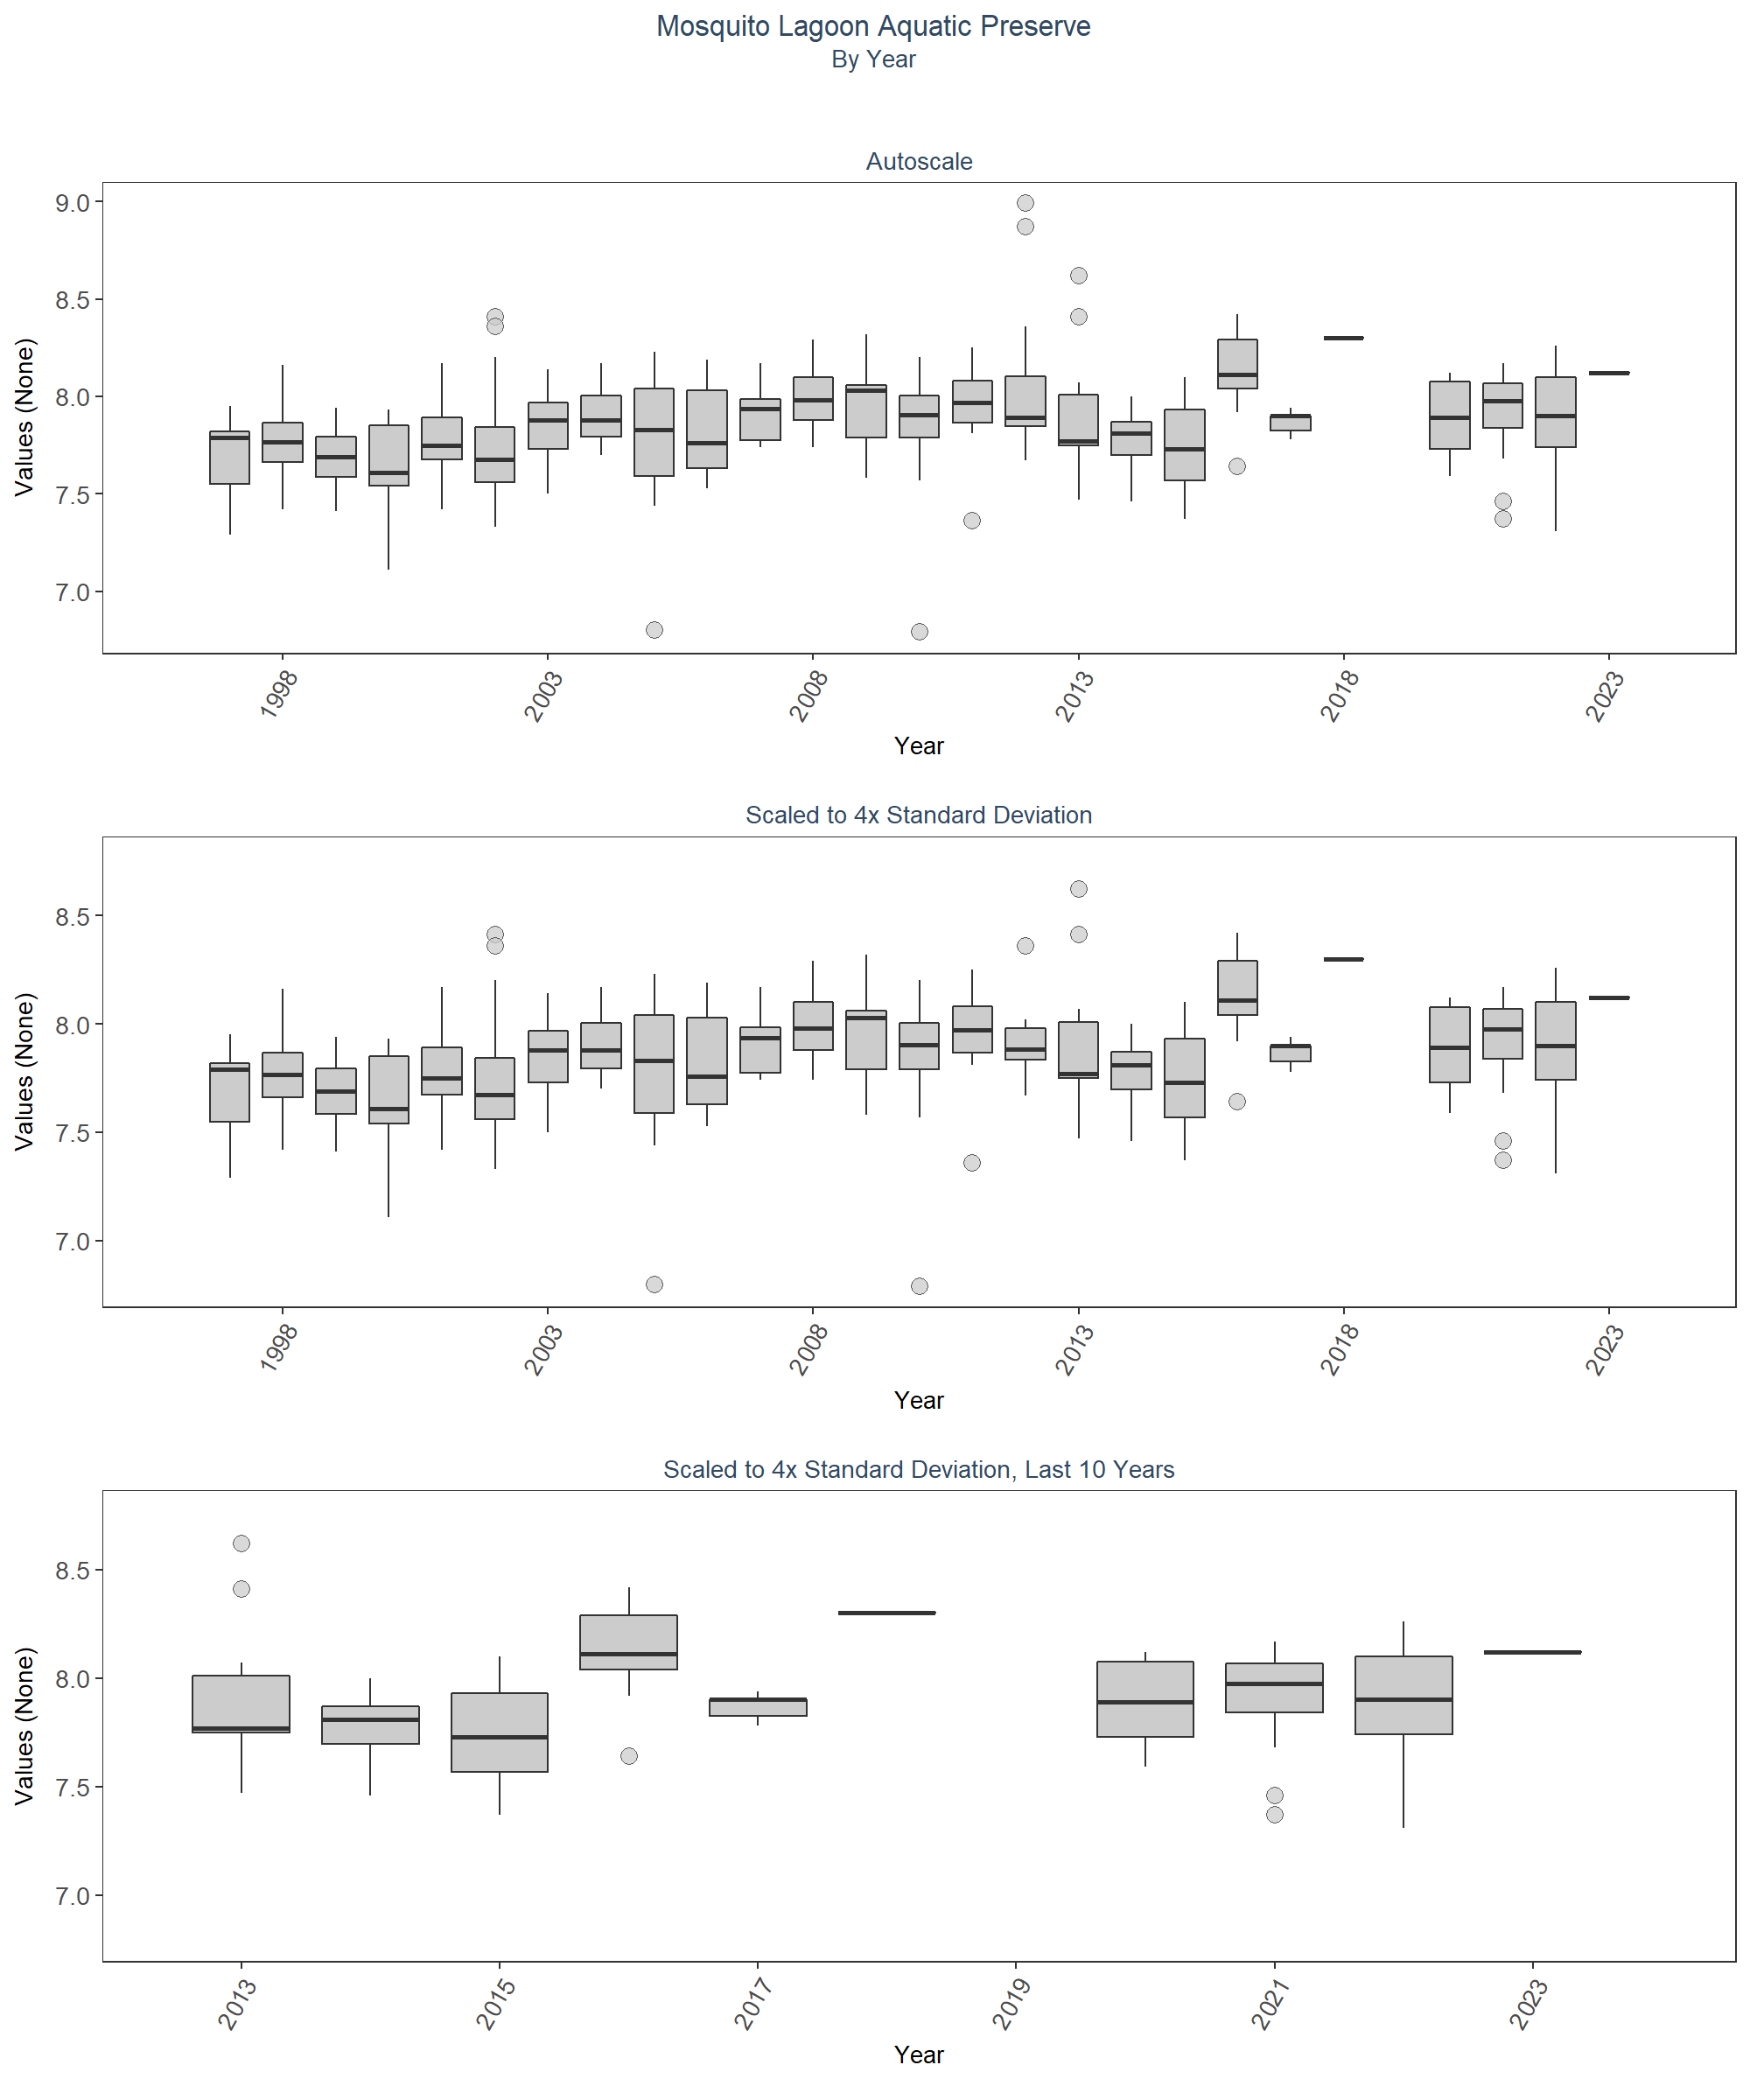 Mosquito Lagoon Aquatic Preserve
By Year
Autoscale
Values (None)
9.0
8.5
8.0
7.5
7.0
1998
2003
2008
2013
2018
2023
Year
Scaled to 4x Standard Deviation
Values (None)
8.5
8.0
7.5
7.0
1998
2003
2008
2013
2018
2023
Year
Scaled to 4x Standard Deviation, Last 10 Years
Values (None)
8.5
8.0
7.5
7.0
2013
2015
2017
2019
2021
2023
Year